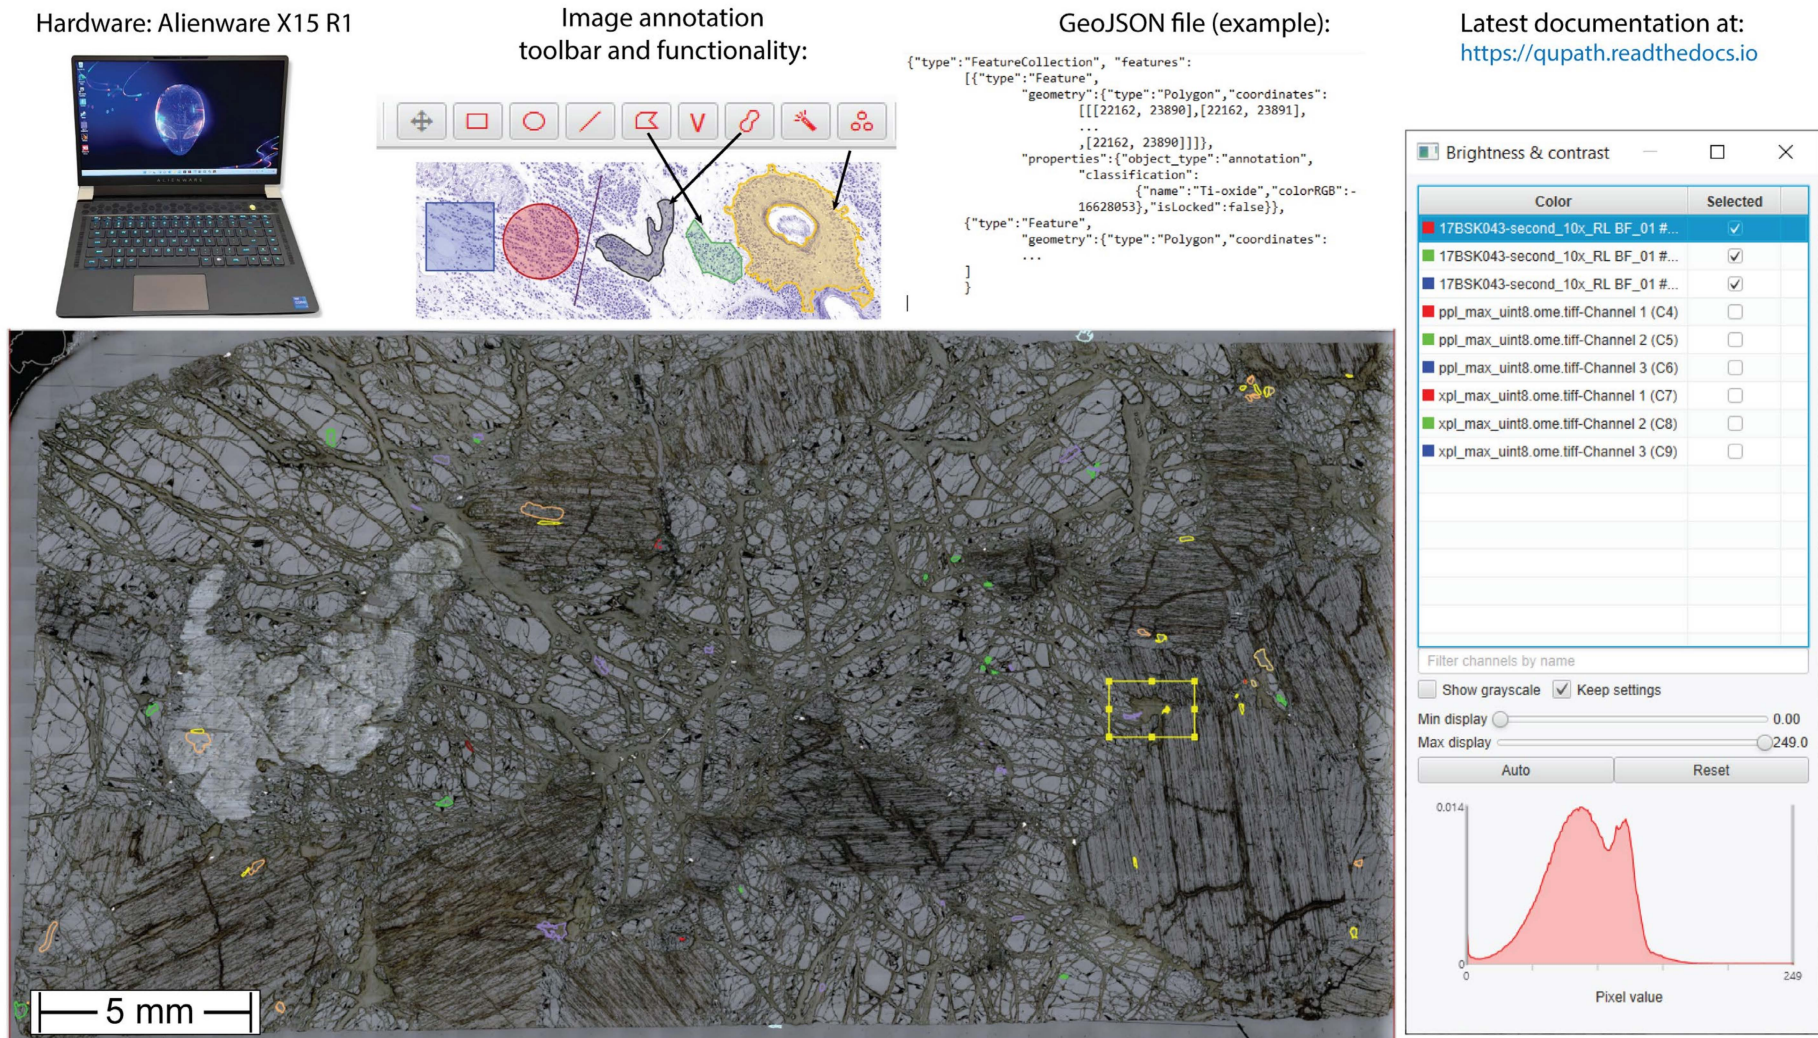 Hardware: Alienware X15 R1
ALIENWARE
Image annotation
toolbar and functionality:
V
GeoJSON file (example):
{"type":"FeatureCollection", "features":
[{"type":"Feature",
"geometry":{"type":"Polygon","coordinates":
[[[22162, 23890],[22162, 23891],
...
,[22162, 23890]]]},
"properties":{"object_type":"annotation",
"classification":
{"name":"Ti-oxide","colorRGB":-
16628053},"isLocked":false}},
{"type":"Feature",
"geometry":{"type":"Polygon","coordinates":
...
]
}
Latest documentation at:
https://qupath.readthedocs.io
Brightness & contrast
Color Selected
17BSK043-second_10x_RL BF_01 #...
17BSK043-second_10x_RL BF_01 #...
17BSK043-second_10x_RL BF_01 #...
ppl_max_uint8.ome.tiff-Channel 1 (C4)
ppl_max_uint8.ome.tiff-Channel 2 (C5)
ppl_max_uint8.ome.tiff-Channel 3 (C6)
xpl_max_uint8.ome.tiff-Channel 1 (C7)
xpl_max_uint8.ome.tiff-Channel 2 (C8)
xpl_max_uint8.ome.tiff-Channel 3 (C9)
Filter channels by name
Show grayscale Keep settings
Min display 0.00
Max display 249.0
Auto Reset
0.014
0
0 249
Pixel value
5 mm